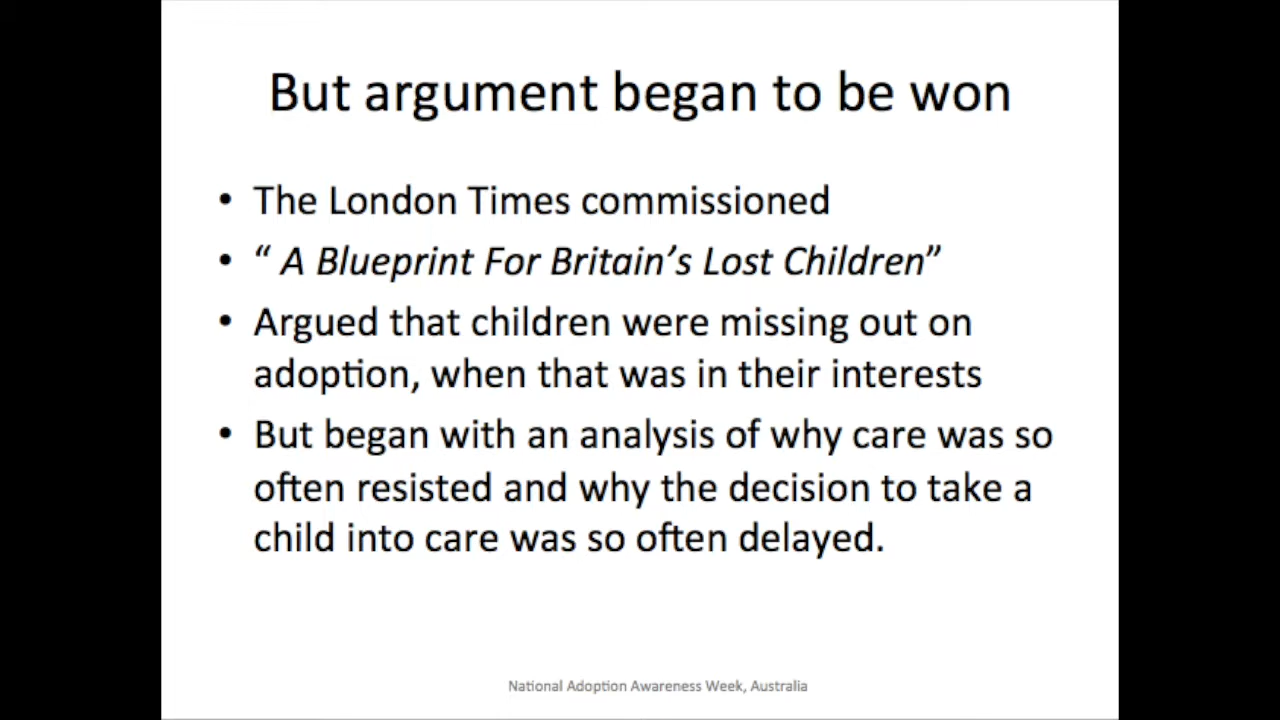 But argument began to be won
• The London Times commissioned
• “ A Blueprint For Britain’s Lost Children”
• Argued that children were missing out on
adoption, when that was in their interests
• But began with an analysis of why care was so
often resisted and why the decision to take a
child into care was so often delayed.
National Adoption Awareness Week, Australia